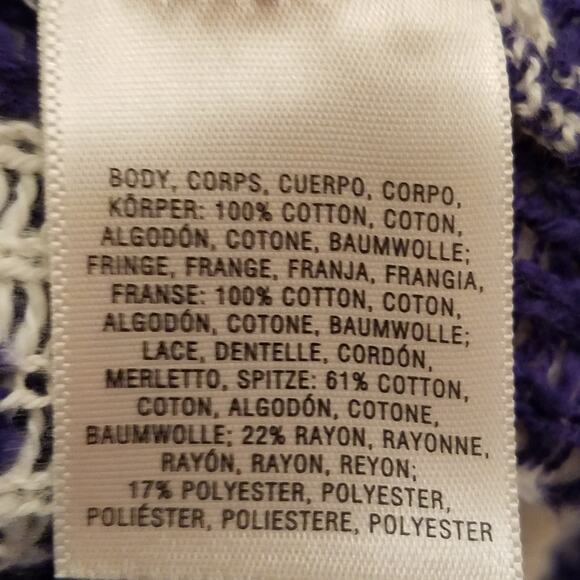 BODY, CORPS, CUERPO, CORPO,
KÖRPER: 100% COTTON, COTON,
ALGODÓN, COTONE, BAUMWOLLE;
FRINGE, FRANGE, FRANJA, FRANGIA,
FRANSE: 100% COTTON, COTON,
ALGODÓN, COTONE, BAUMWOLLE;
LACE, DENTELLE, CORDÓN,
MERLETTO, SPITZE: 61% COTTON,
COTON, ALGODÓN, COTONE,
BAUMWOLLE; 22% RAYON, RAYONNE,
RAYÓN, RAYON, REYON;
17% POLYESTER, POLYESTER,
POLIÉSTER, POLIESTERE, POLYESTER